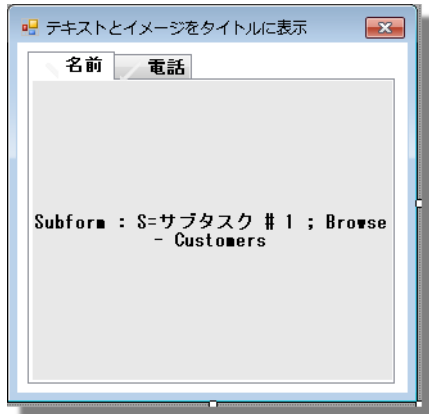 テキストとイメージをタイトルに表示
名前 電話
Subform : S=サブタスク # 1 ; Browse
- Customers